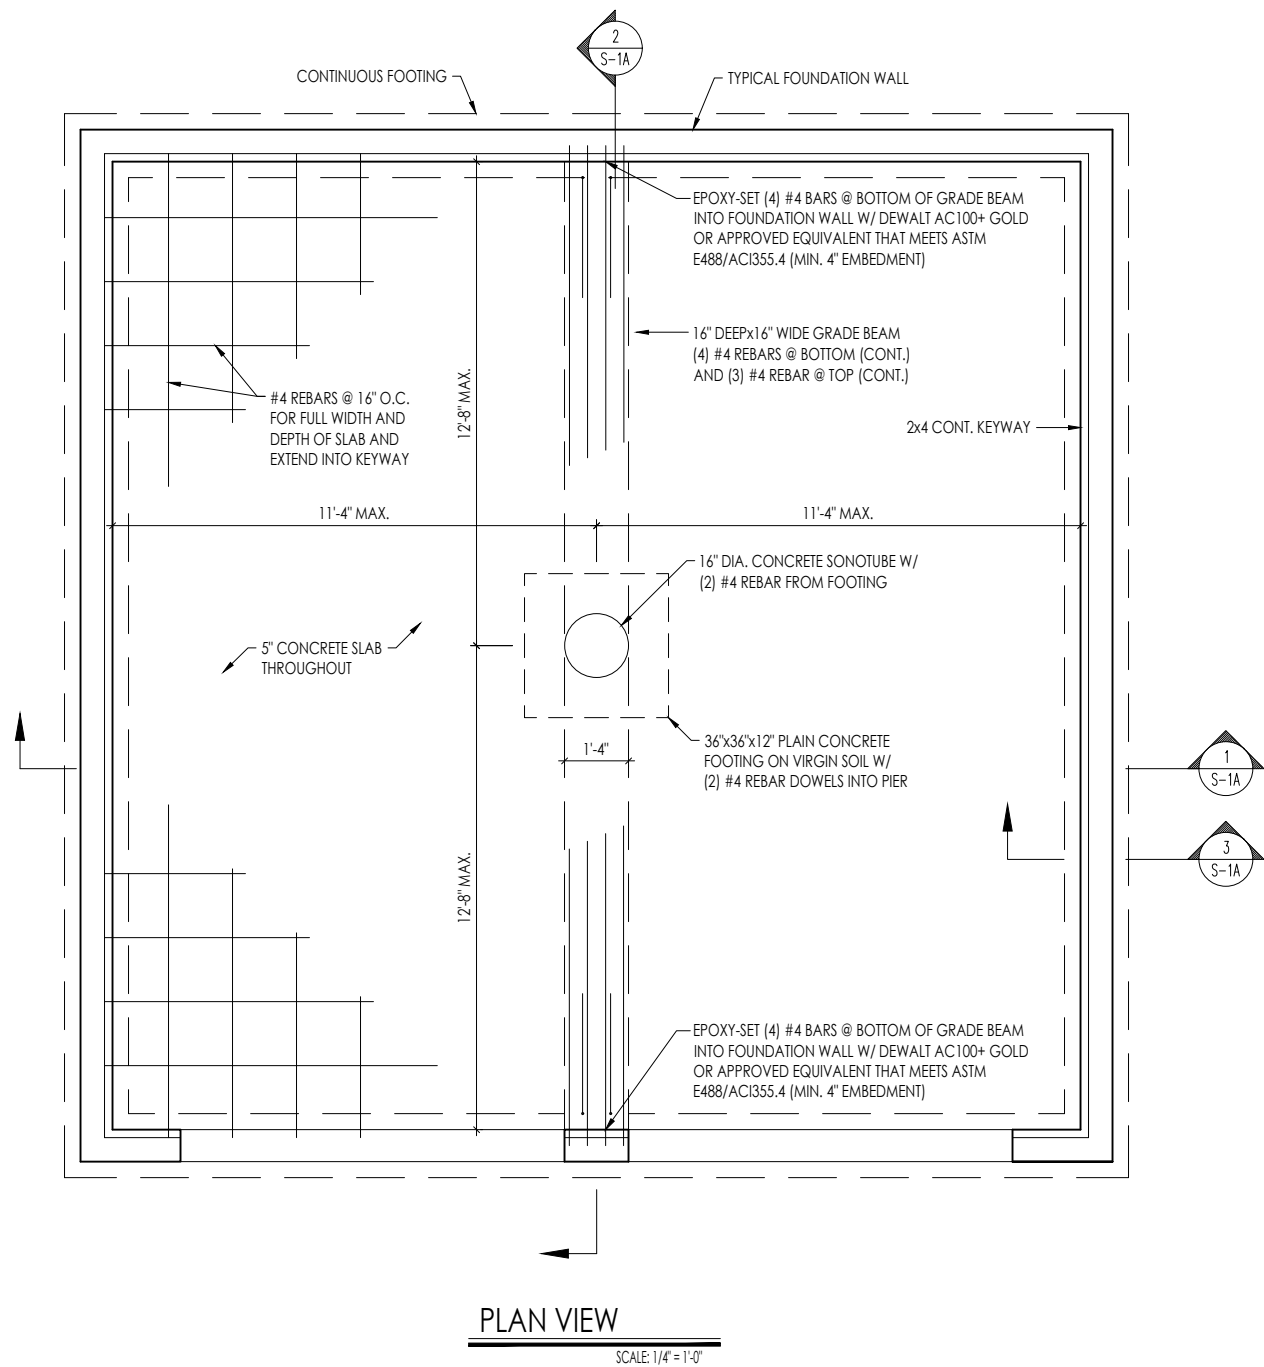 2
S-1A
CONTINUOUS FOOTING
TYPICAL FOUNDATION WALL
EPOXY-SET (4) #4 BARS @ BOTTOM OF GRADE BEAM
INTO FOUNDATION WALL W/ DEWALT AC100+ GOLD
OR APPROVED EQUIVALENT THAT MEETS ASTM
E488/ACI355.4 (MIN. 4" EMBEDMENT)
16" DEEPx16" WIDE GRADE BEAM
(4) #4 REBARS @ BOTTOM (CONT.)
AND (3) #4 REBAR @ TOP (CONT.)
12'-8" MAX.
#4 REBARS @ 16" O.C.
FOR FULL WIDTH AND
DEPTH OF SLAB AND
EXTEND INTO KEYWAY
2x4 CONT. KEYWAY
11'-4" MAX.
11'-4" MAX.
16" DIA. CONCRETE SONOTUBE W/
(2) #4 REBAR FROM FOOTING
5" CONCRETE SLAB
THROUGHOUT
36"x36"x12" PLAIN CONCRETE
FOOTING ON VIRGIN SOIL W/
(2) #4 REBAR DOWELS INTO PIER
1'-4"
1
S-1A
3
S-1A
12'-8" MAX.
EPOXY-SET (4) #4 BARS @ BOTTOM OF GRADE BEAM
INTO FOUNDATION WALL W/ DEWALT AC100+ GOLD
OR APPROVED EQUIVALENT THAT MEETS ASTM
E488/ACI355.4 (MIN. 4" EMBEDMENT)
PLAN VIEW
SCALE: 1/4" = 1'-0"